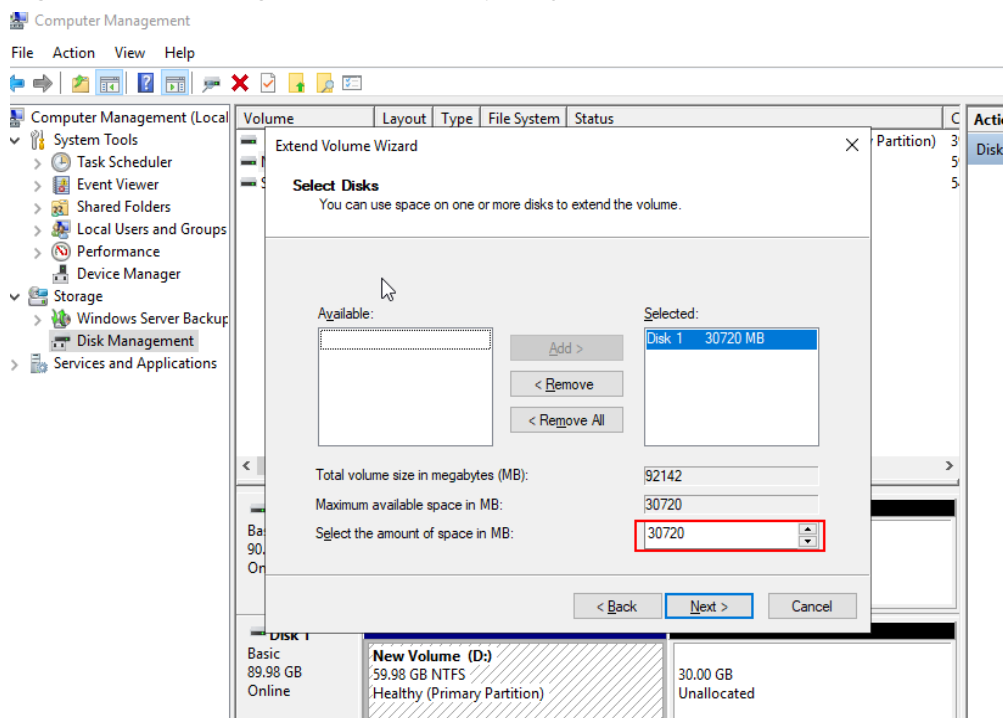 Computer Management
File Action View Help
Computer Management (Local
System Tools
Task Scheduler
Event Viewer
Shared Folders
Local Users and Groups
Performance
Device Manager
Storage
Windows Server Backup
Disk Management
Services and Applications
Volume Layout Type File System Status C
Partition)
Disk
Extend Volume Wizard
Select Disks
You can use space on one or more disks to extend the volume.
Available:
Selected:
Disk 1 30720 MB
Add >
< Remove
< Remove All
Total volume size in megabytes (MB): 92142
Maximum available space in MB: 30720
Select the amount of space in MB: 30720
< Back Next > Cancel
90.
Disk 1
Basic
89.98 GB
Online
New Volume (D:)
59.98 GB NTFS
Healthy (Primary Partition)
30.00 GB
Unallocated